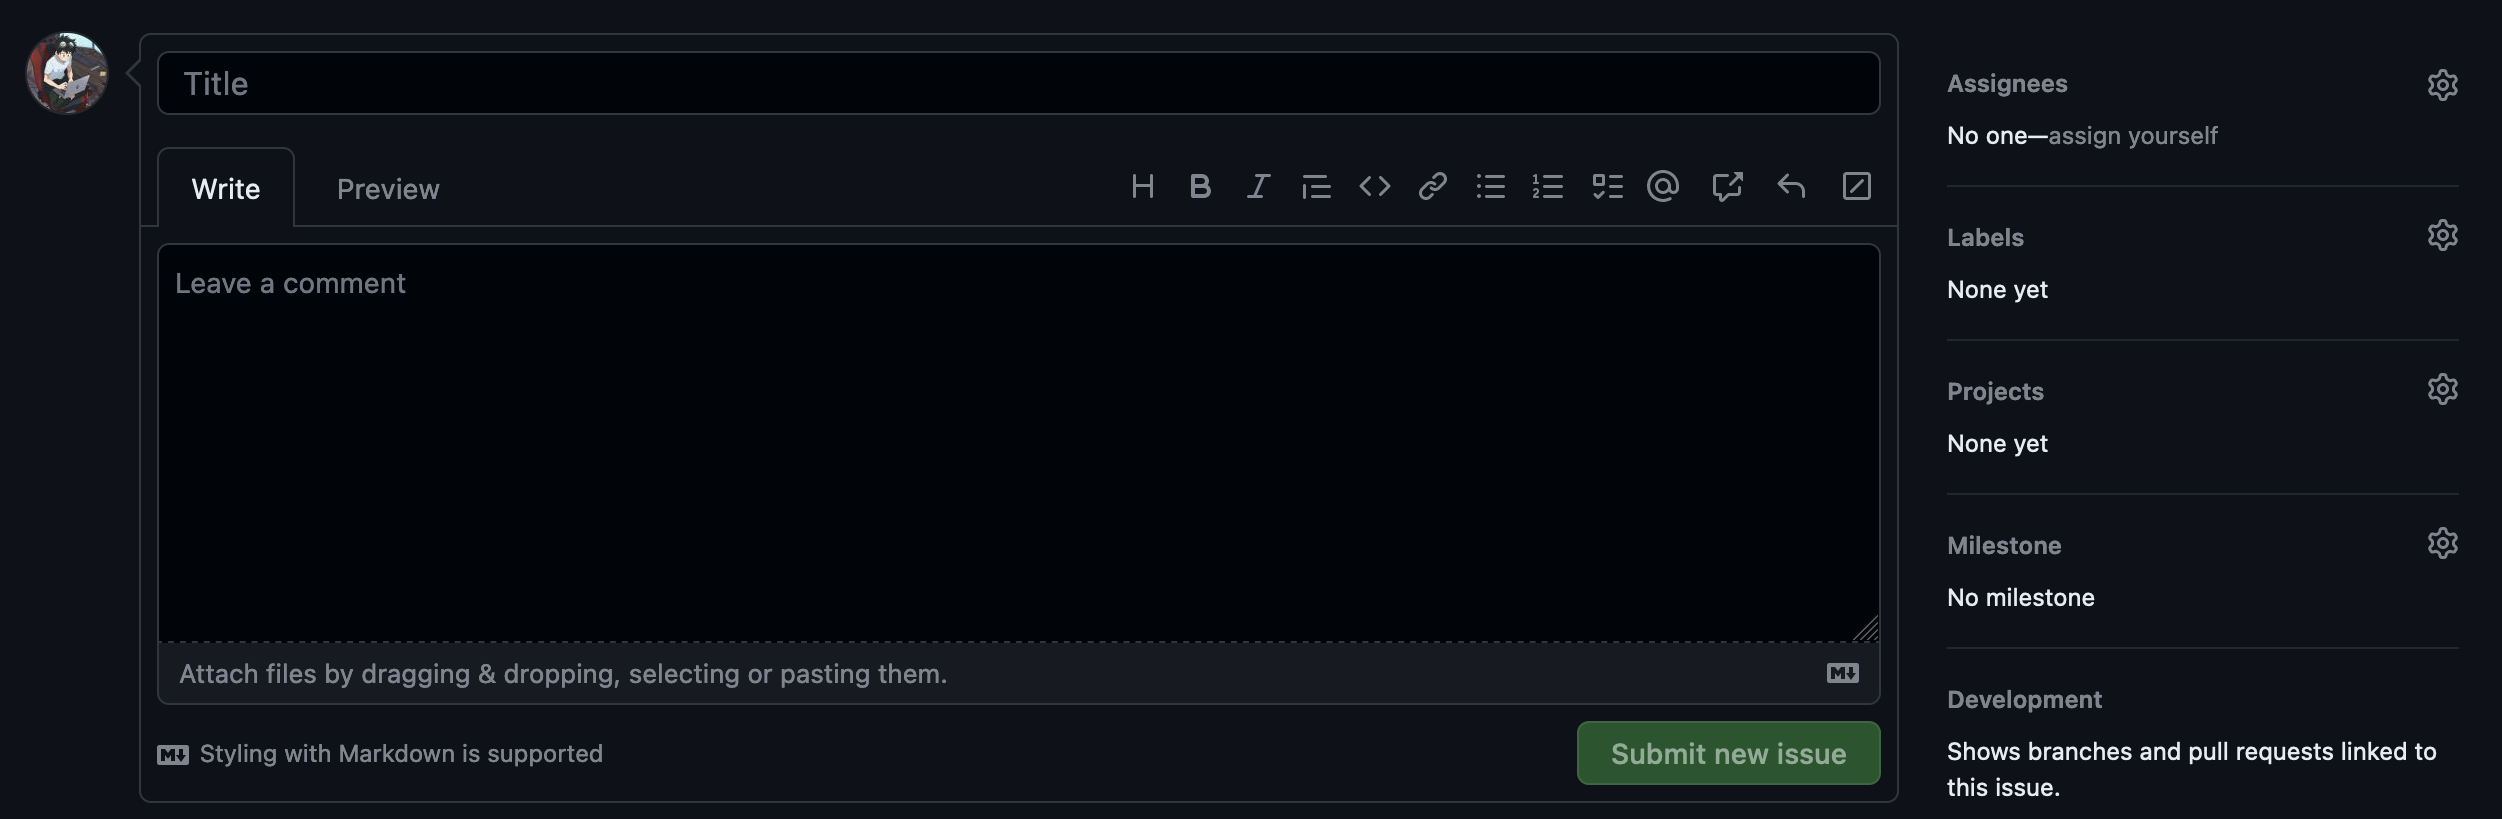 Title
Write
Preview
Leave a comment
Attach files by dragging & dropping, selecting or pasting them.
Styling with Markdown is supported
Submit new issue
Assignees
No one—assign yourself
Labels
None yet
Projects
None yet
Milestone
No milestone
Development
Shows branches and pull requests linked to
this issue.